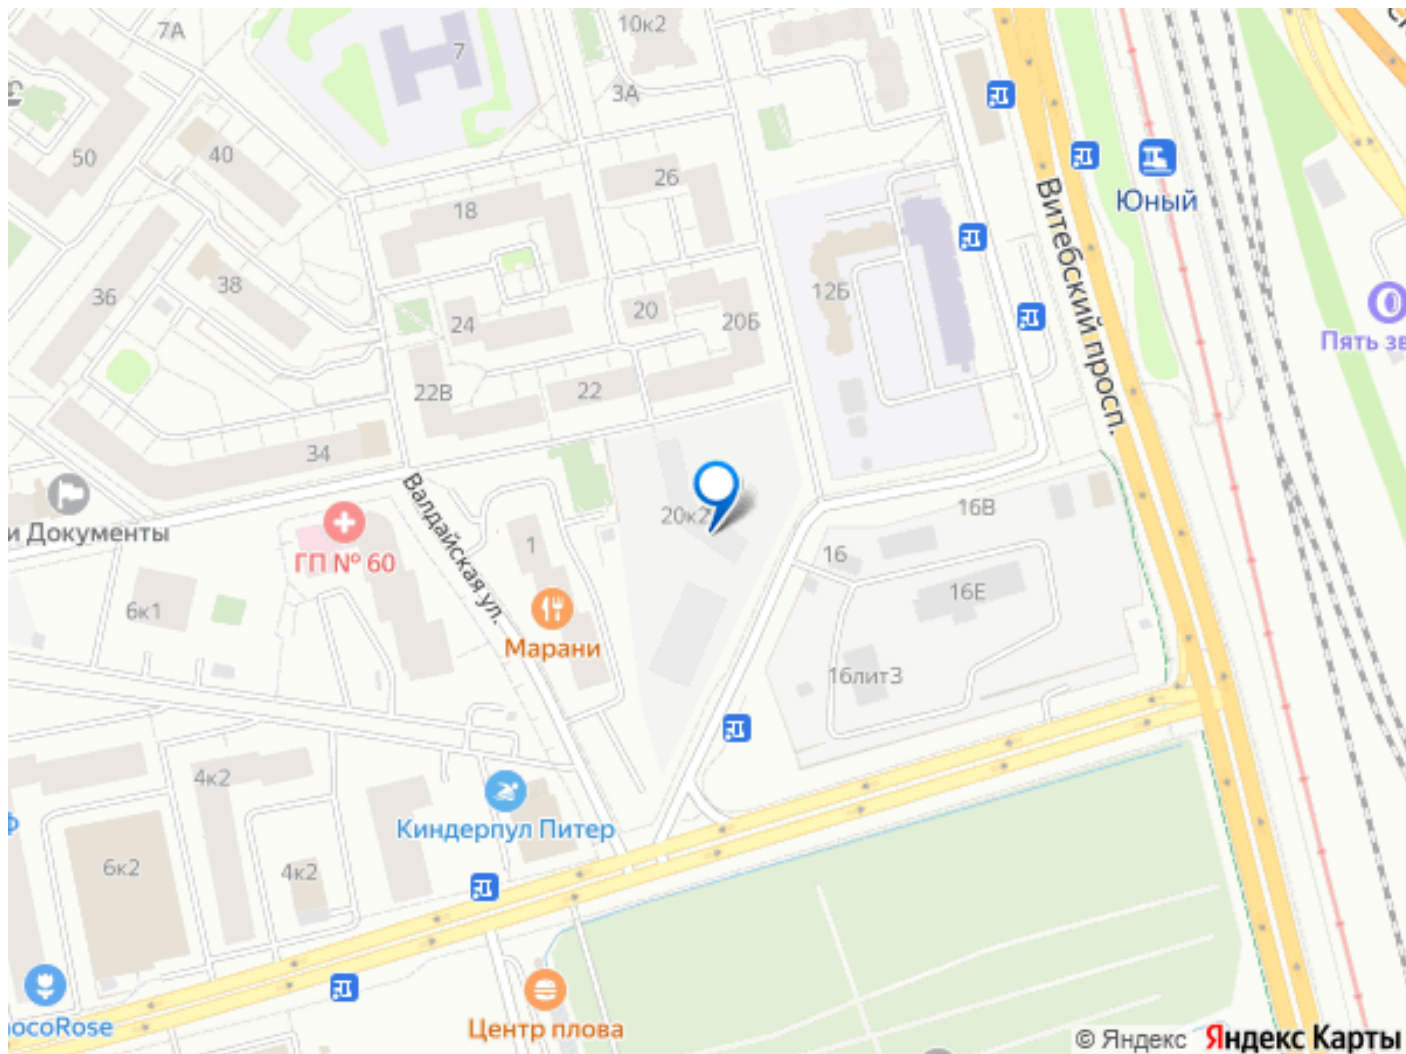 7А
10к2
7
3А
50
40
26
18
Юный
Витебский просп.
36
38
24
20
20Б
12Б
Пять зв
22В
22
34
и Документы
Валдайская ул.
ГП № 60
20к2
16В
16
16Е
1
6к1
Марани
16лит3
4к2
Киндерпул Питер
6к2
4к2
ocoRose
Центр плова
© Яндекс Яндекс Карты